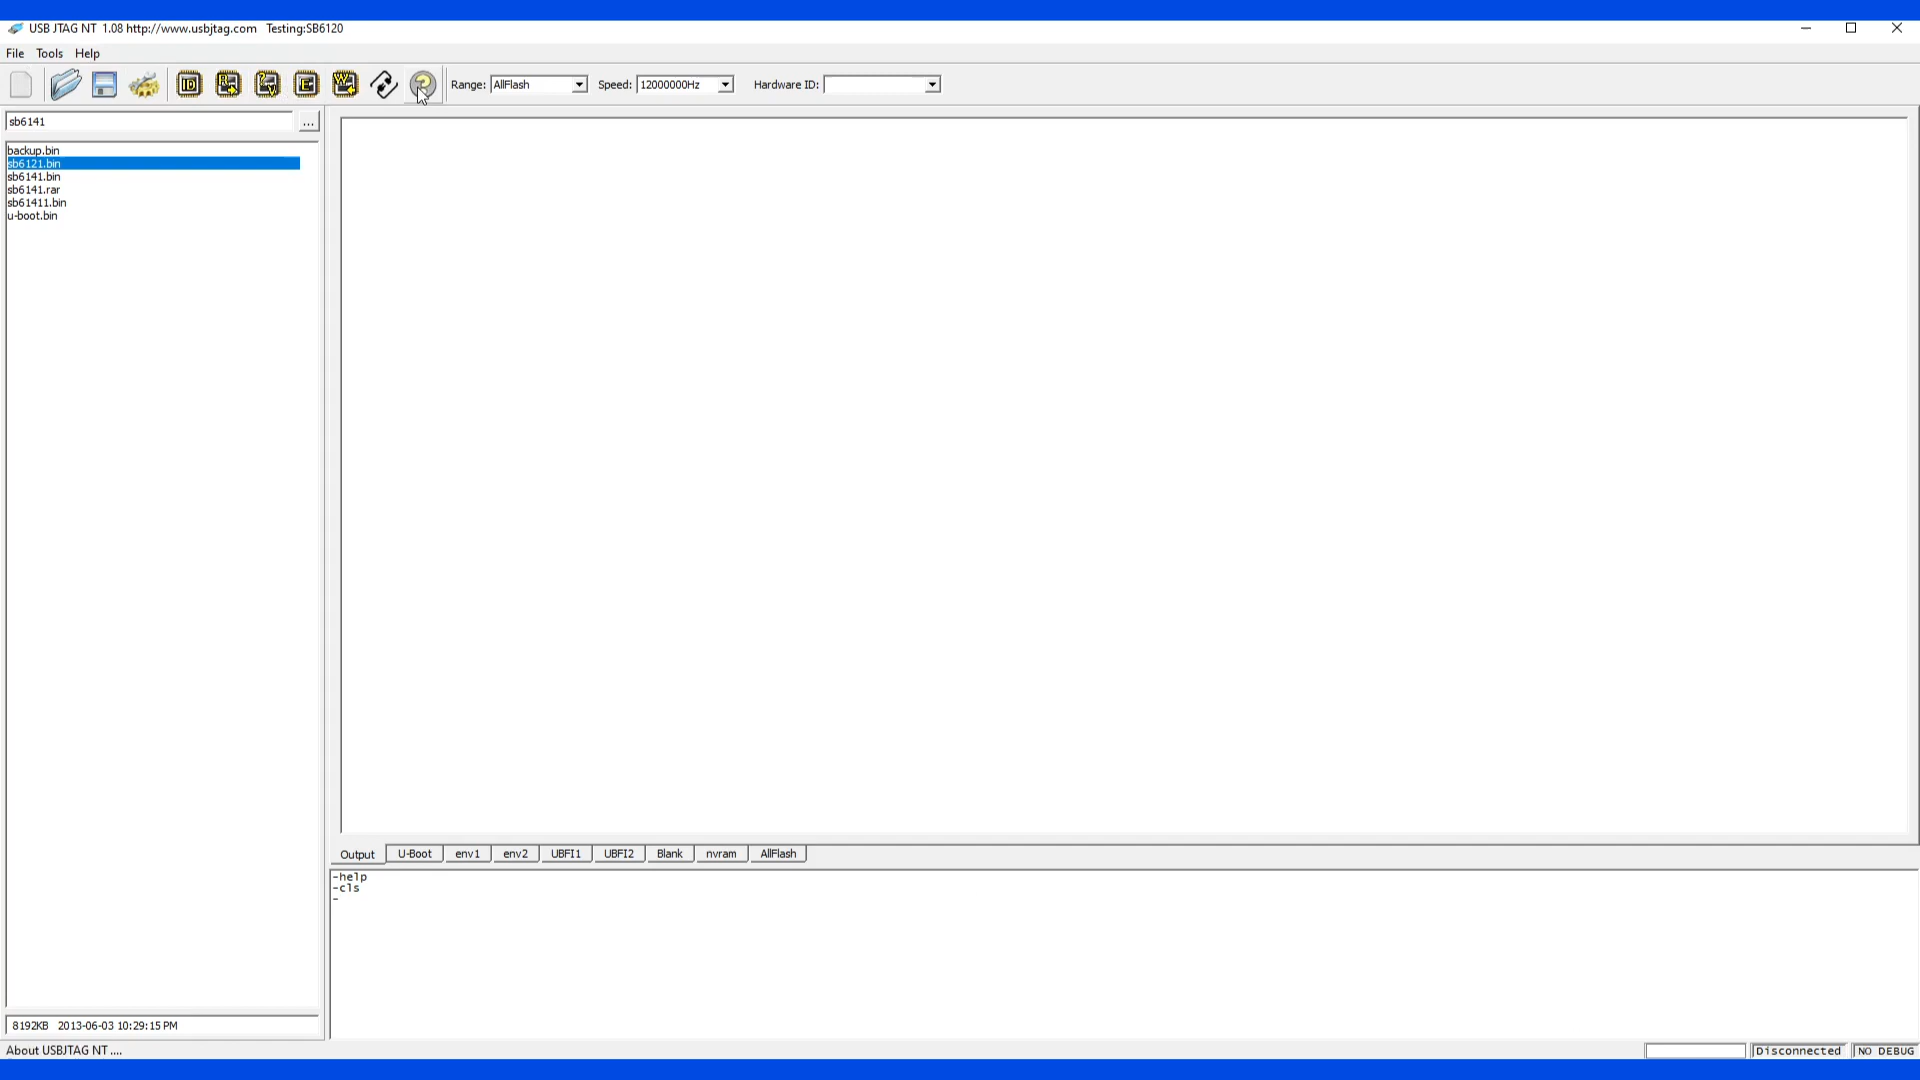 USB JTAG NT 1.08 http://www.usbjtag.com Testing:SB6120
File Tools Help
ID R ? V E W Range: AllFlash Speed: 12000000Hz Hardware ID:
sb6141 ...
backup.bin
sb6121.bin
sb6141.bin
sb6141.rar
sb61411.bin
u-boot.bin
Output U-Boot env1 env2 UBFI1 UBFI2 Blank nvram AllFlash
-help
-cls
-
8192KB 2013-06-03 10:29:15 PM
About USBJTAG NT .... Disconnected NO DEBUG